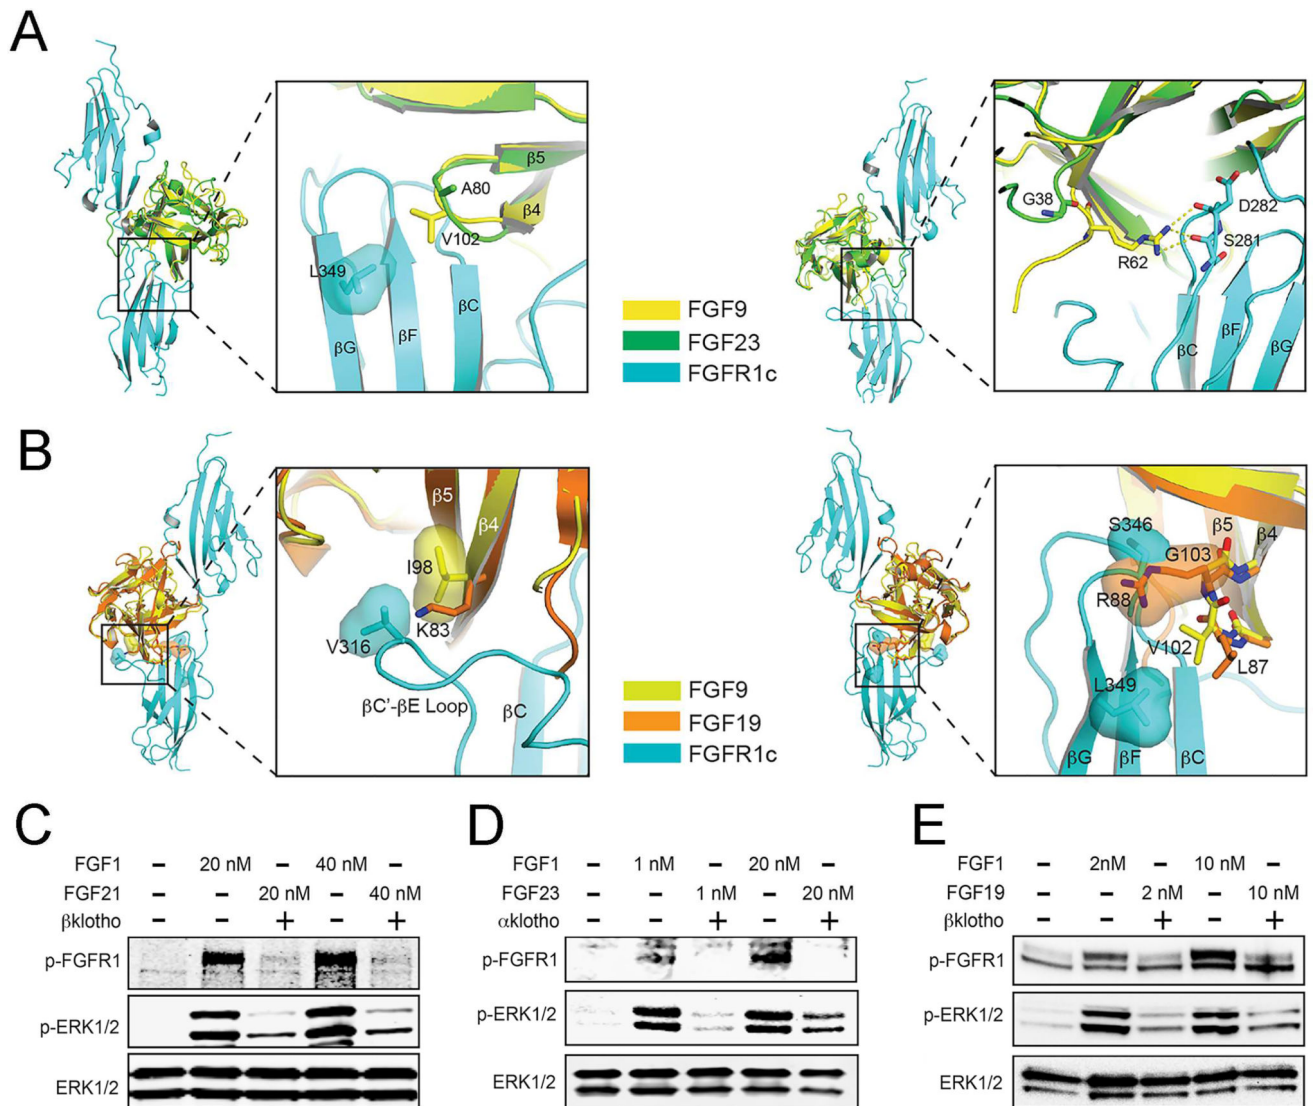 A
β5
A80
β4
V102
L349
βC
βF
βG
FGF9
FGF23
FGFR1c
G38
D282
S281
R62
βF
βC
βG
B
β5
β4
I98
K83
V316
βC'-βE Loop
βC
FGF9
FGF19
FGFR1c
S346
β5
β4
G103
R88
V102
L87
L349
βG
βF
βC
C
FGF1 – 20 nM – 40 nM –
FGF21 – – 20 nM – 40 nM
βklotho – – + – +
p-FGFR1
p-ERK1/2
ERK1/2
D
FGF1 – 1 nM – 20 nM –
FGF23 – – 1 nM – 20 nM
αklotho – – + – +
p-FGFR1
p-ERK1/2
ERK1/2
E
FGF1 – 2nM – 10 nM –
FGF19 – – 2 nM – 10 nM
βklotho – – + – +
p-FGFR1
p-ERK1/2
ERK1/2